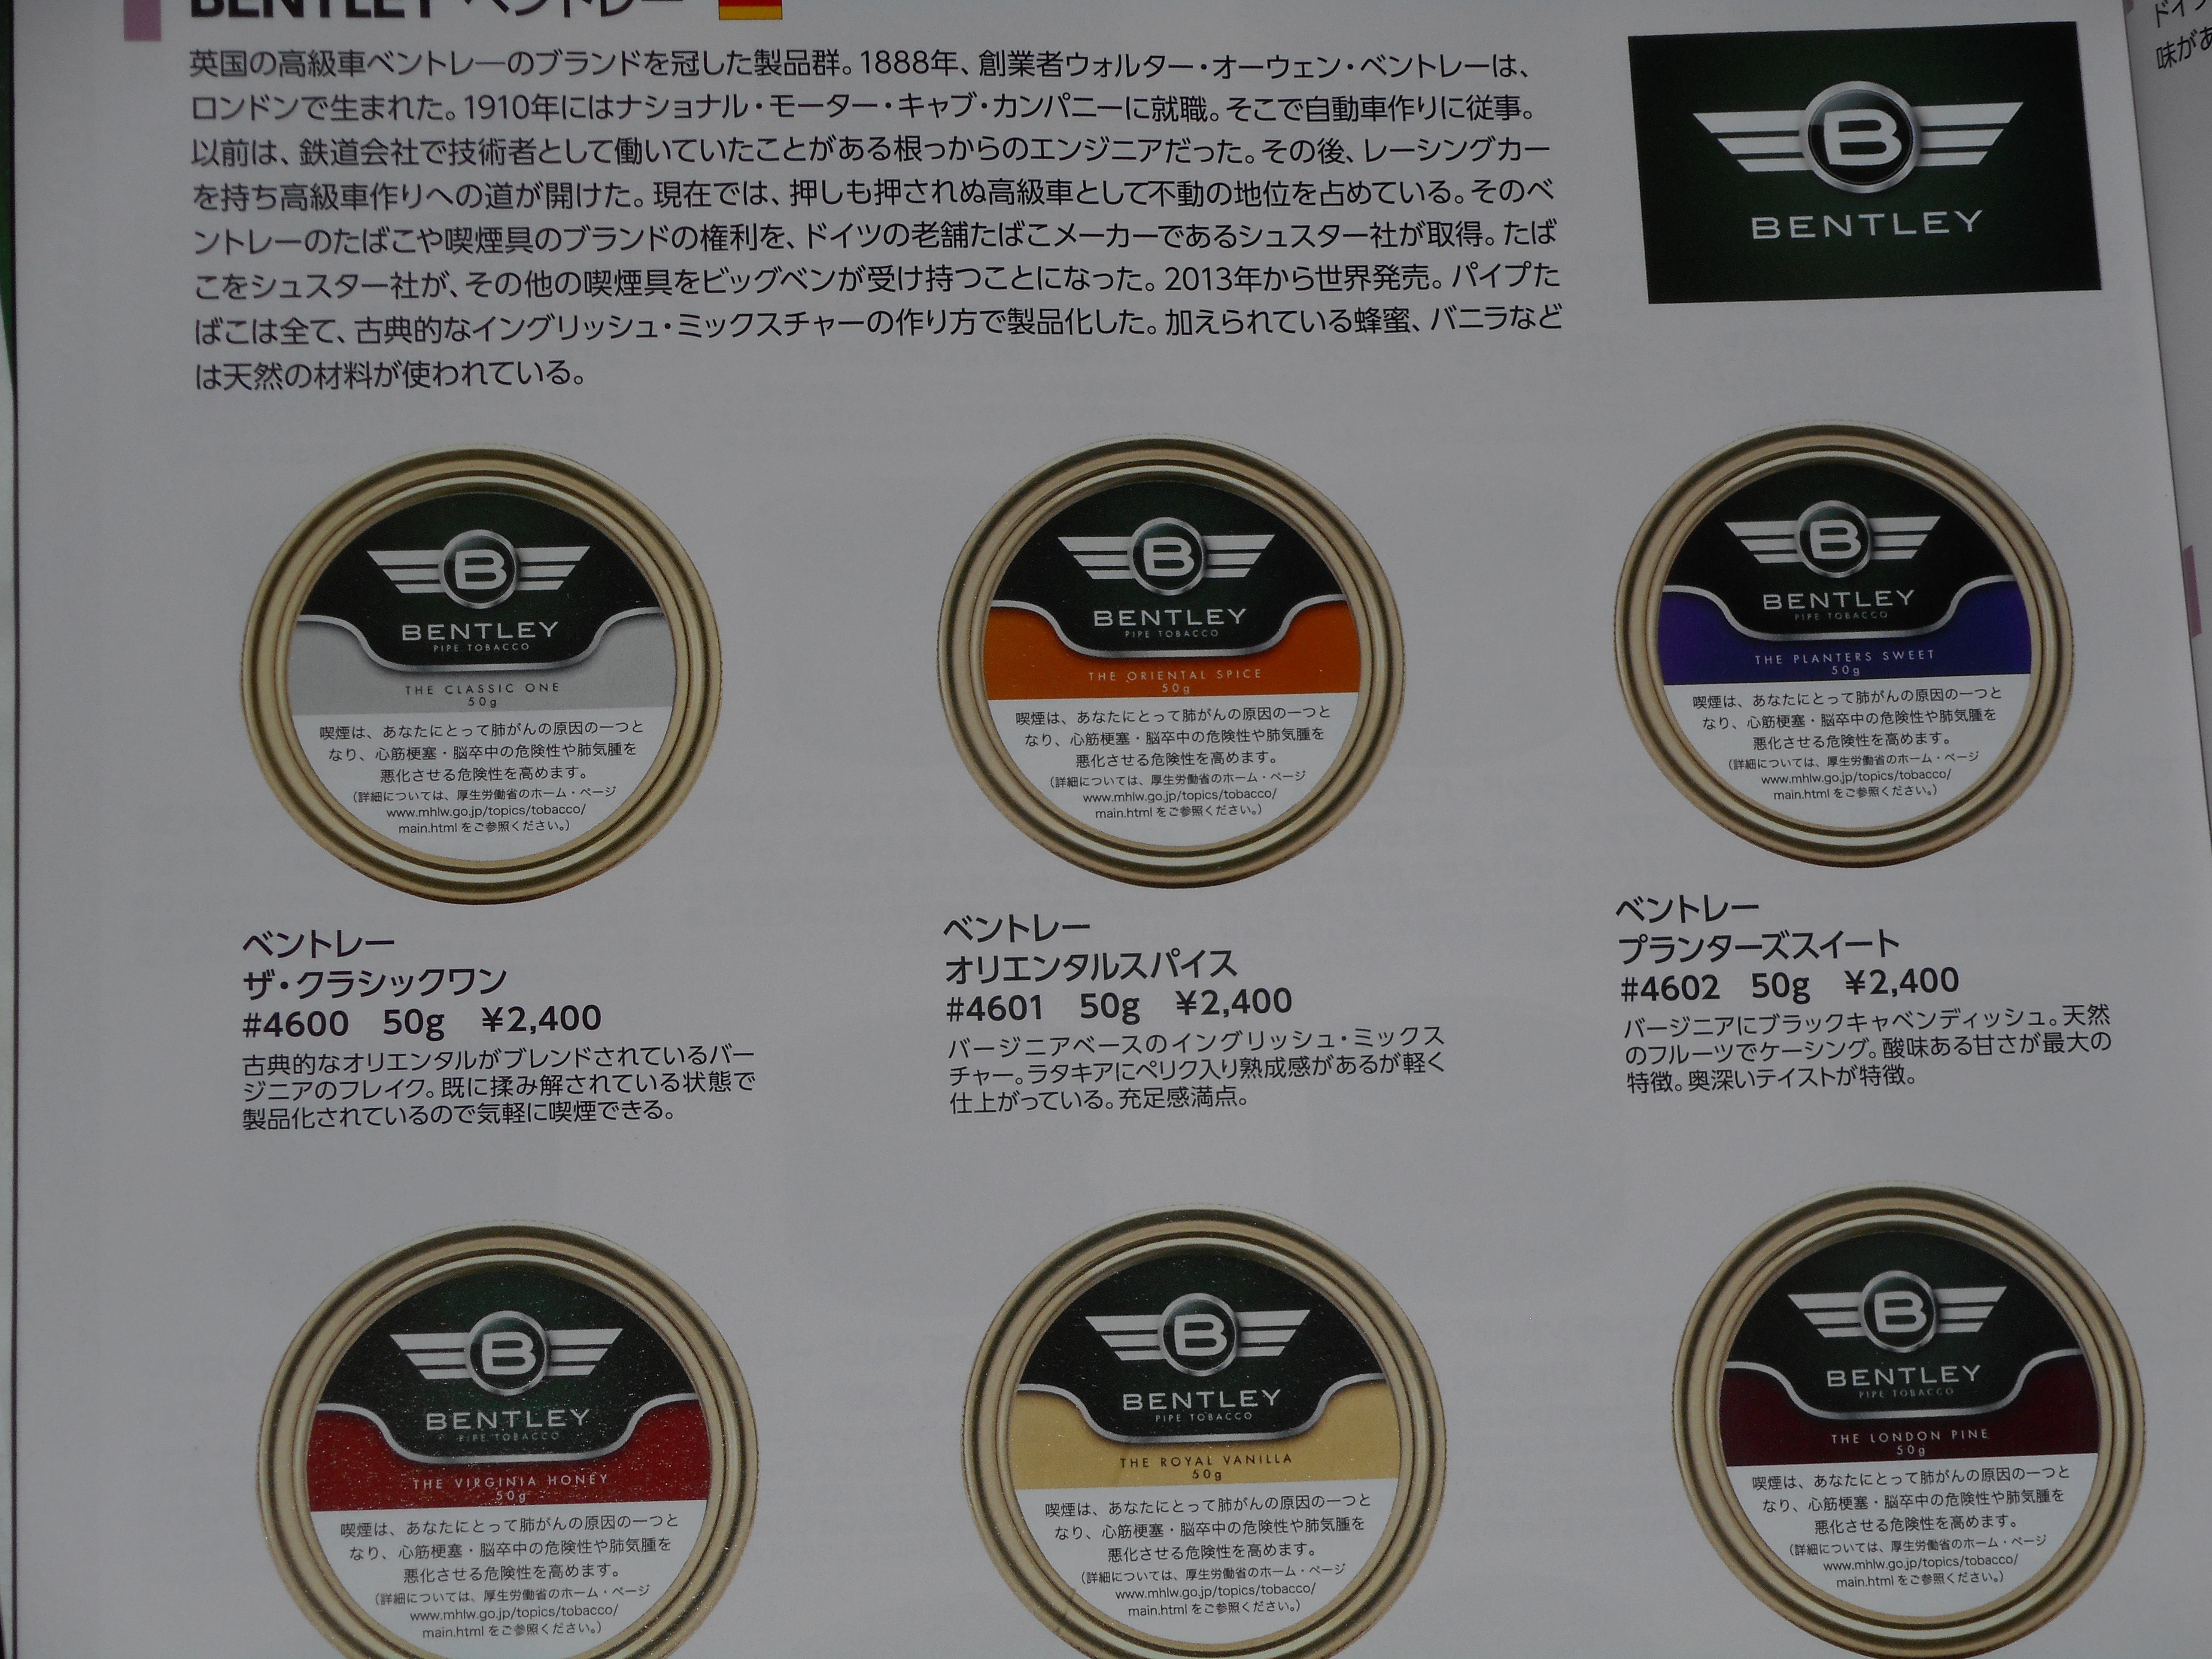 BENTLEY ベントレー
英国の高級車ベントレーのブランドを冠した製品群。1888年、創業者ウォルター・オーウェン・ベントレーは、
ロンドンで生まれた。1910年にはナショナル・モーター・キャブ・カンパニーに就職。そこで自動車作りに従事。
以前は、鉄道会社で技術者として働いていたことがある根っからのエンジニアだった。その後、レーシングカー
を持ち高級車作りへの道が開けた。現在では、押しも押されぬ高級車として不動の地位を占めている。そのベ
ントレーのたばこや喫煙具のブランドの権利を、ドイツの老舗たばこメーカーであるシュスター社が取得。たば
こをシュスター社が、その他の喫煙具をビッグベンが受け持つことになった。2013年から世界発売。パイプた
ばこは全て、古典的なイングリッシュ・ミックスチャーの作り方で製品化した。加えられている蜂蜜、バニラなど
は天然の材料が使われている。
B
BENTLEY
ドイツ
味があ
B
BENTLEY
PIPE TOBACCO
THE CLASSIC ONE
50g
喫煙は、あなたにとって肺がんの原因の一つと
なり、心筋梗塞・脳卒中の危険性や肺気腫を
悪化させる危険性を高めます。
(詳細については、厚生労働省のホーム・ページ
www.mhlw.go.jp/topics/tobacco/
main.html をご参照ください。)
ベントレー
ザ・クラシックワン
#4600 50g ¥2,400
古典的なオリエンタルがブレンドされているバー
ジニアのフレイク。既に揉み解されている状態で
製品化されているので気軽に喫煙できる。
B
BENTLEY
PIPE TOBACCO
THE ORIENTAL SPICE
50g
喫煙は、あなたにとって肺がんの原因の一つと
なり、心筋梗塞・脳卒中の危険性や肺気腫を
悪化させる危険性を高めます。
(詳細については、厚生労働省のホーム・ページ
www.mhlw.go.jp/topics/tobacco/
main.html をご参照ください。)
ベントレー
オリエンタルスパイス
#4601 50g ¥2,400
バージニアベースのイングリッシュ・ミックス
チャー。ラタキアにペリク入り熟成感があるが軽く
仕上がっている。充足感満点。
B
BENTLEY
PIPE TOBACCO
THE PLANTERS SWEET
50g
喫煙は、あなたにとって肺がんの原因の一つと
なり、心筋梗塞・脳卒中の危険性や肺気腫を
悪化させる危険性を高めます。
(詳細については、厚生労働省のホーム・ページ
www.mhlw.go.jp/topics/tobacco/
main.html をご参照ください。)
ベントレー
プランターズスイート
#4602 50g ¥2,400
バージニアにブラックキャベンディッシュ。天然
のフルーツでケーシング。酸味ある甘さが最大の
特徴。奥深いテイストが特徴。
B
BENTLEY
PIPE TOBACCO
THE VIRGINIA HONEY
50g
喫煙は、あなたにとって肺がんの原因の一つと
なり、心筋梗塞・脳卒中の危険性や肺気腫を
悪化させる危険性を高めます。
(詳細については、厚生労働省のホーム・ページ
www.mhlw.go.jp/topics/tobacco/
main.html をご参照ください。)
B
BENTLEY
PIPE TOBACCO
THE ROYAL VANILLA
50g
喫煙は、あなたにとって肺がんの原因の一つと
なり、心筋梗塞・脳卒中の危険性や肺気腫を
悪化させる危険性を高めます。
(詳細については、厚生労働省のホーム・ページ
www.mhlw.go.jp/topics/tobacco/
main.html をご参照ください。)
B
BENTLEY
PIPE TOBACCO
THE LONDON PINE
50g
喫煙は、あなたにとって肺がんの原因の一つと
なり、心筋梗塞・脳卒中の危険性や肺気腫を
悪化させる危険性を高めます。
(詳細については、厚生労働省のホーム・ページ
www.mhlw.go.jp/topics/tobacco/
main.html をご参照ください。)